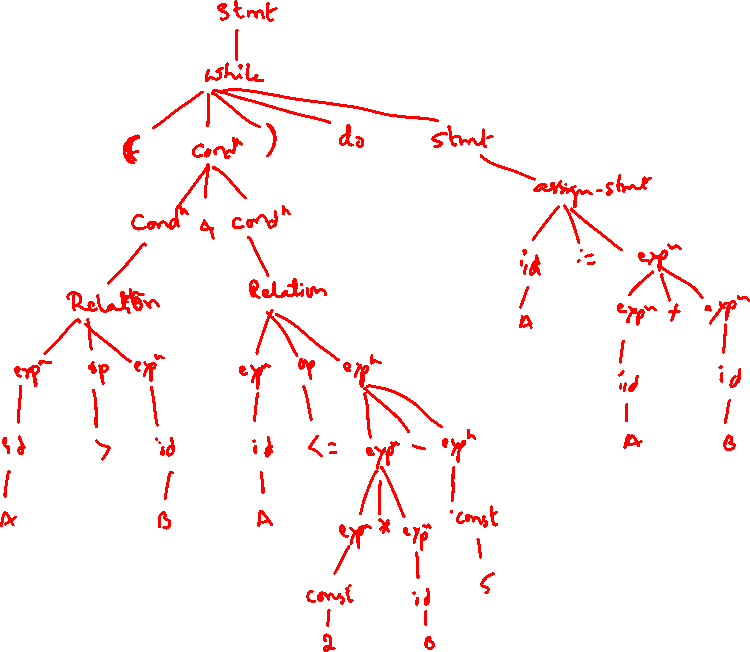 Stmt
while
( Condⁿ ) do Stmt
assign-stmt
Condⁿ & Condⁿ
id := expⁿ
Relation Relation
A expⁿ + expⁿ
expⁿ op expⁿ expⁿ op expⁿ
id id
id > id id <= expⁿ - expⁿ
A B
A B A
expⁿ * expⁿ const
const id 5
2 B